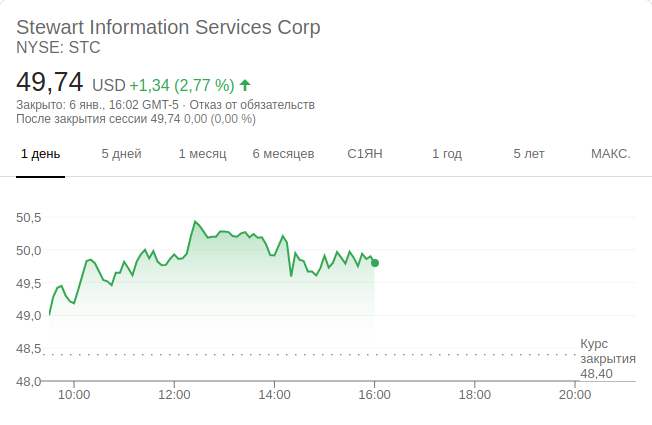 Stewart Information Services Corp
NYSE: STC
49,74 USD +1,34 (2,77 %)
Закрыто: 6 янв., 16:02 GMT-5 · Отказ от обязательств
После закрытия сессии 49,74 0,00 (0,00 %)
1 день 5 дней 1 месяц 6 месяцев С1ЯН 1 год 5 лет МАКС.
50,5
50,0
49,5
49,0
48,5
48,0
Курс
закрытия
48,40
10:00 12:00 14:00 16:00 18:00 20:00